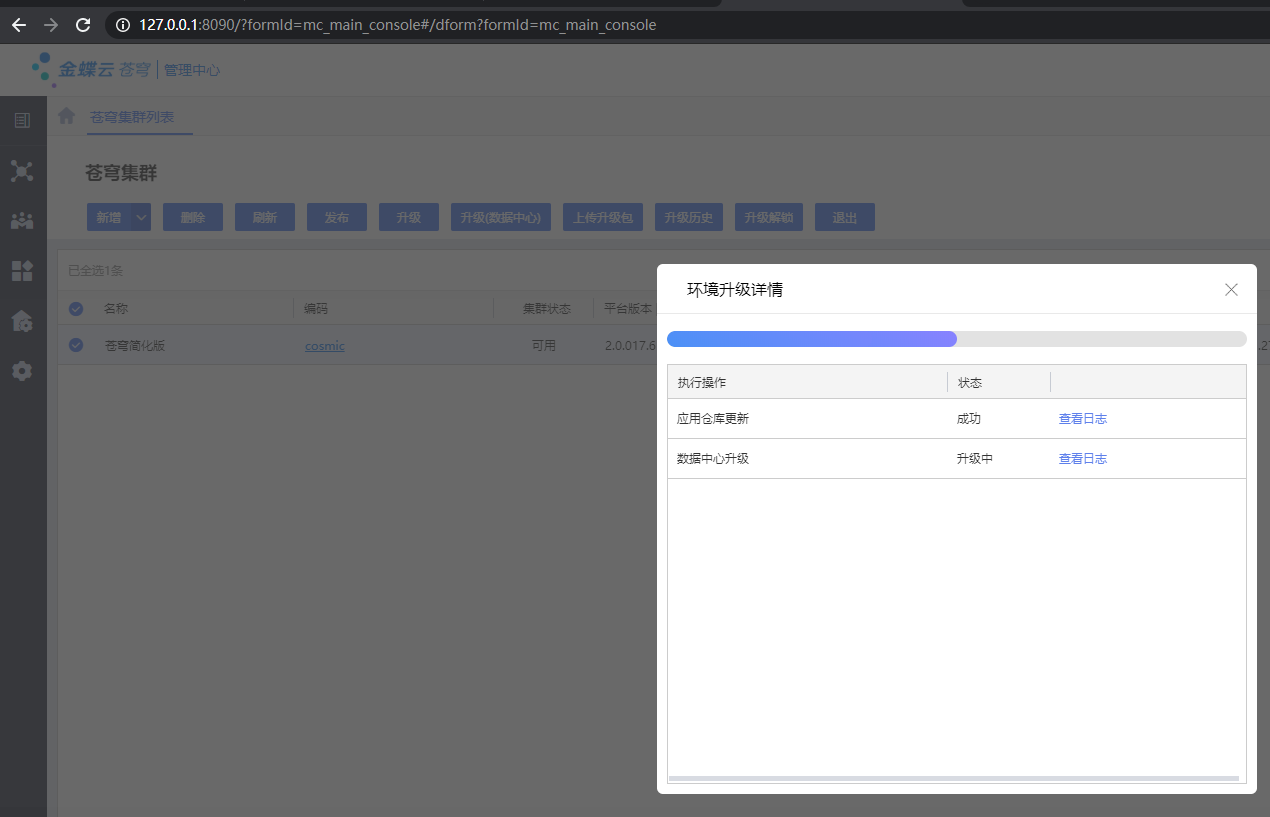 127.0.0.1:8090/?formId=mc_main_console#/dform?formId=mc_main_console
金蝶云 苍穹 管理中心
苍穹集群列表
苍穹集群
新增 删除 刷新 发布 升级 升级(数据中心) 上传升级包 升级历史 升级解锁 退出
已全选1条
名称 编码 集群状态 平台版本
苍穹简化版 cosmic 可用 2.0.017.6
环境升级详情
执行操作 状态
应用仓库更新 成功 查看日志
数据中心升级 升级中 查看日志